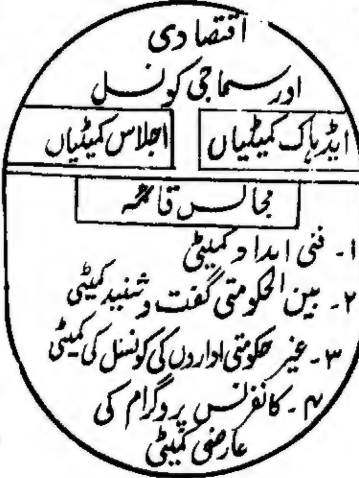 اقتصادی
اور سماجی کونسل
ایڈہاک کمیٹیاں
اجلاس کمیٹیاں
مجالس قائمہ
۱۔ فنی امداد کمیٹی
۲۔ بین الحکومتی گفت و شنید کمیٹی
۳۔ غیر حکومتی اداروں کی کونسل کی کمیٹی
۴۔ کانفرنس پروگرام کی
عارضی کمیٹی